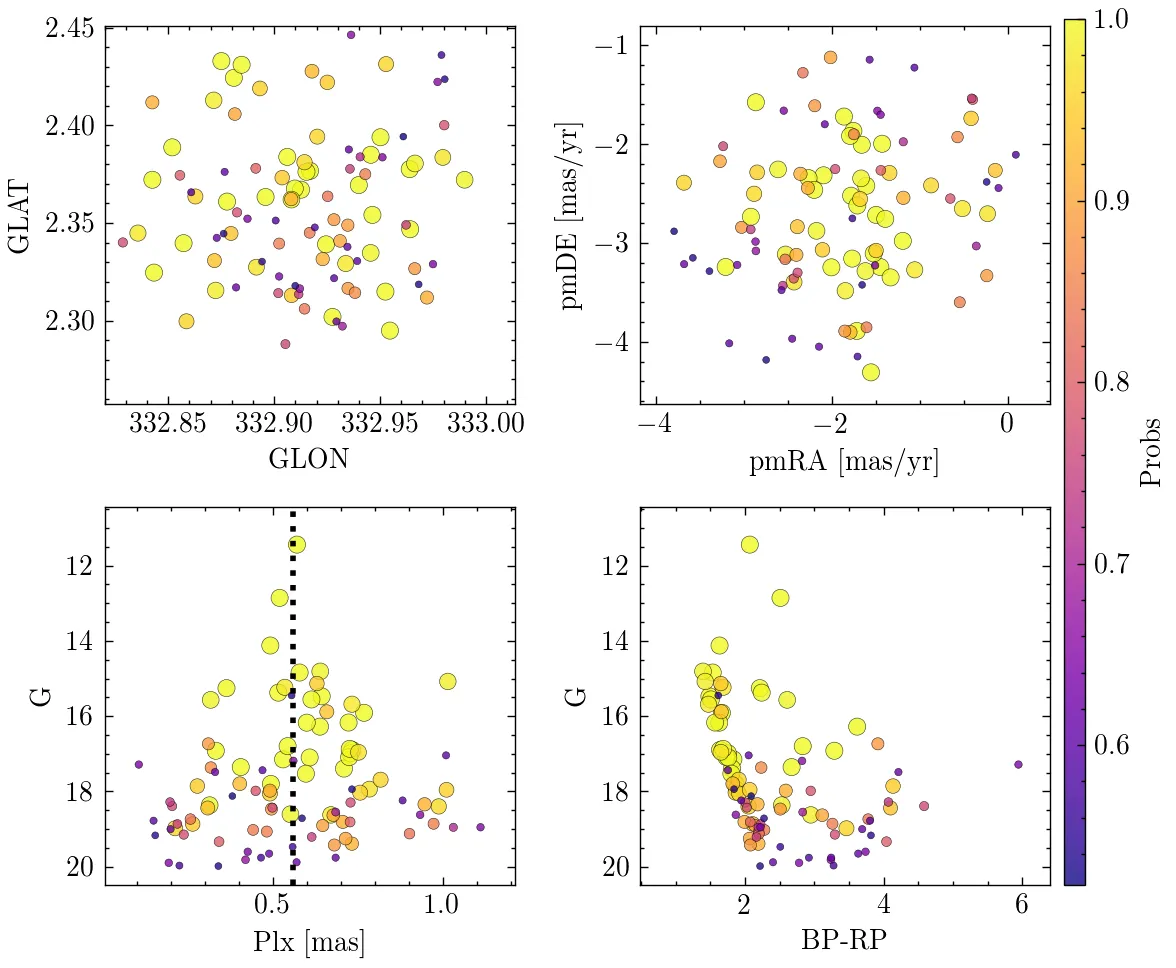 2.45
2.40
2.35
2.30
GLAT
332.85 332.90 332.95 333.00
GLON
−1
−2
−3
−4
pmDE [mas/yr]
−4 −2 0
pmRA [mas/yr]
12
14
16
18
20
G
0.5 1.0
Plx [mas]
12
14
16
18
20
G
2 4 6
BP-RP
1.0
0.9
0.8
0.7
0.6
Probs